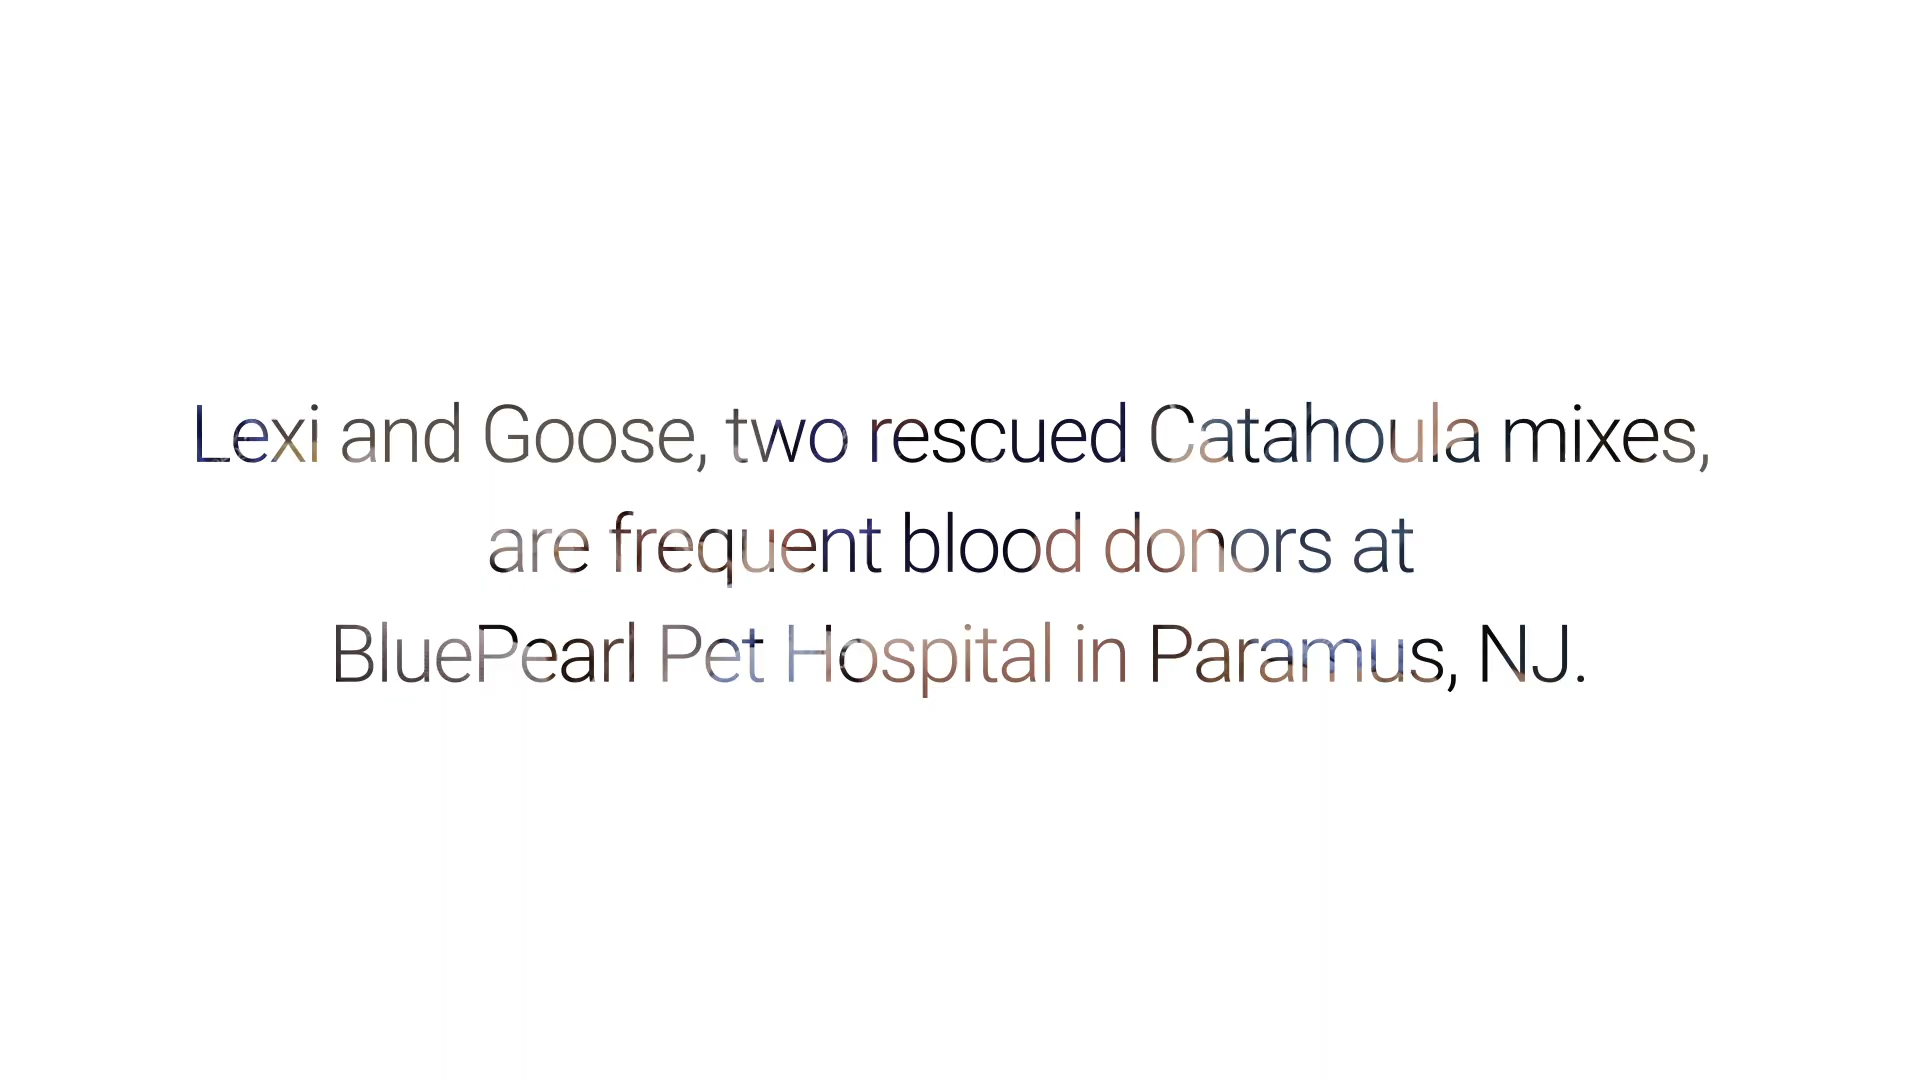 Lexi and Goose, two rescued Catahoula mixes,
are frequent blood donors at
BluePearl Pet Hospital in Paramus, NJ.